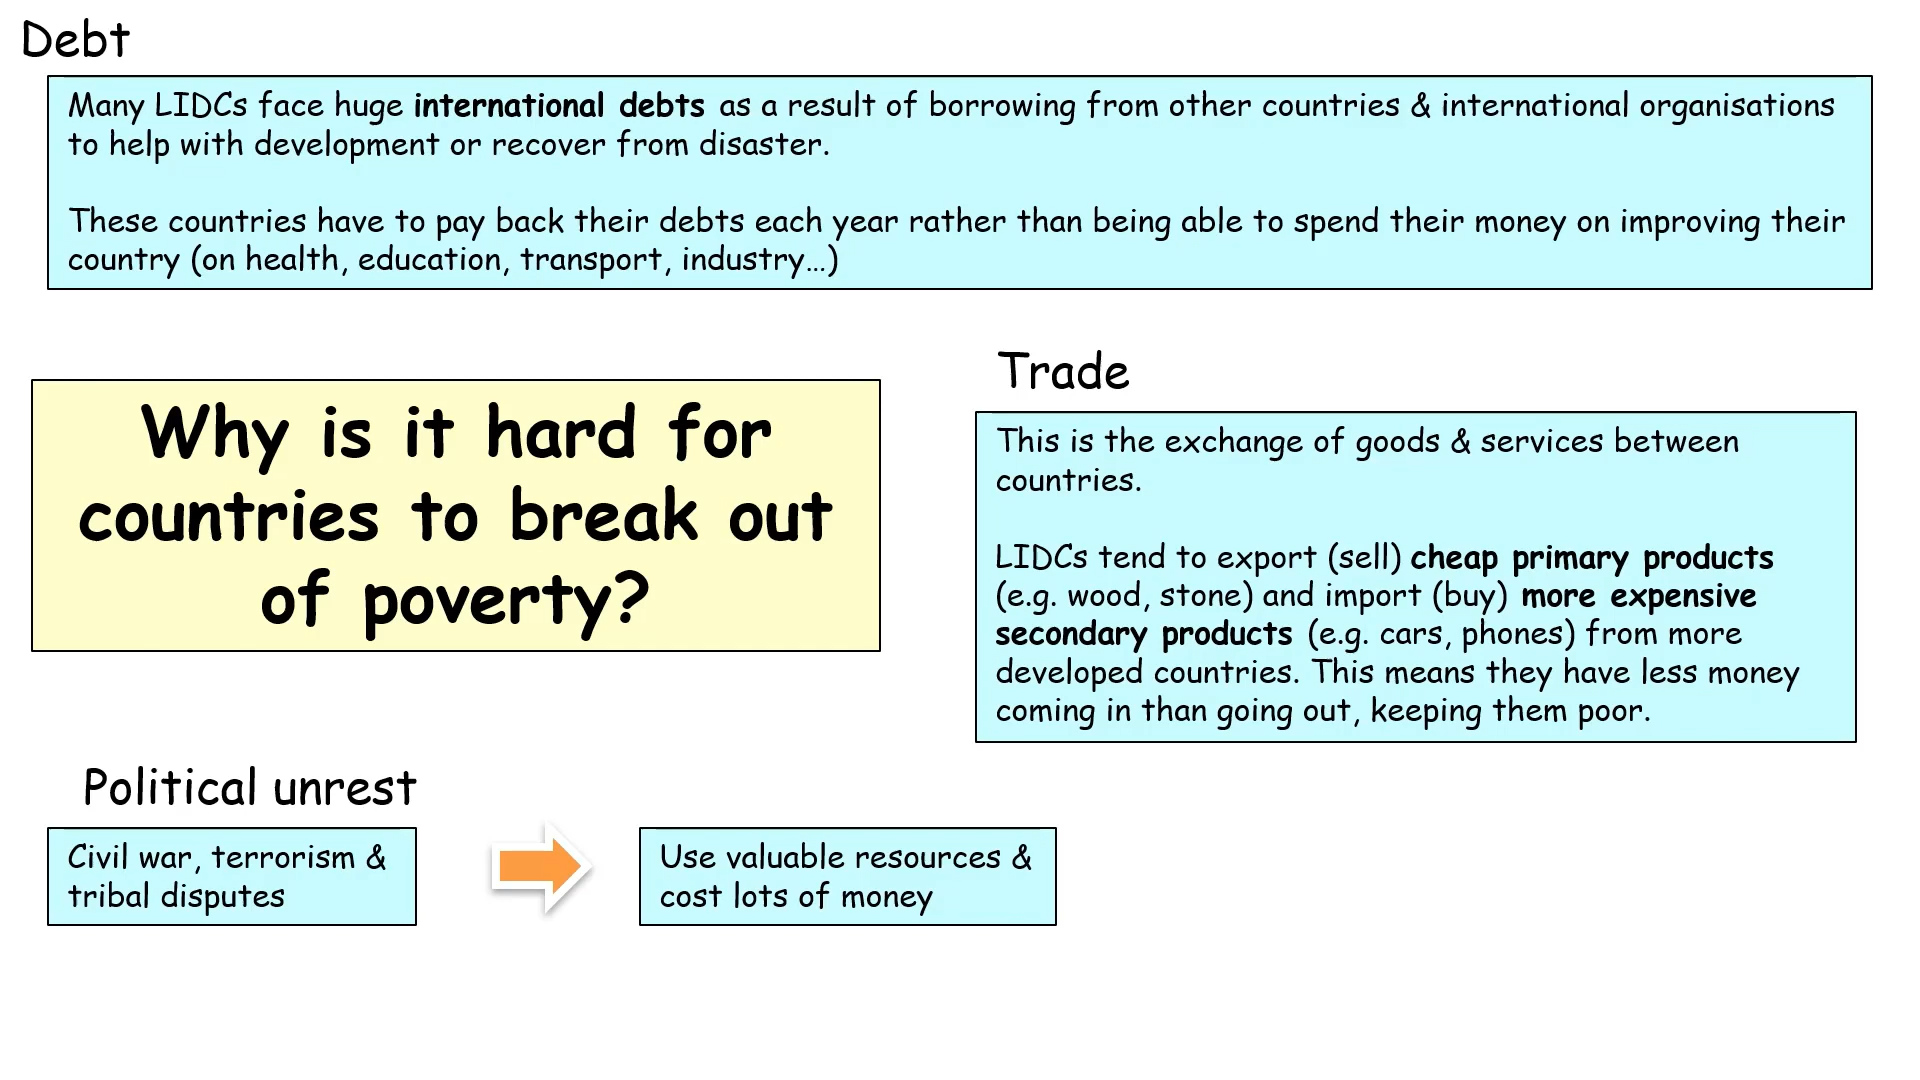 Debt
Many LIDCs face huge international debts as a result of borrowing from other countries & international organisations
to help with development or recover from disaster.
These countries have to pay back their debts each year rather than being able to spend their money on improving their
country (on health, education, transport, industry…)
Why is it hard for
countries to break out
of poverty?
Trade
This is the exchange of goods & services between
countries.
LIDCs tend to export (sell) cheap primary products
(e.g. wood, stone) and import (buy) more expensive
secondary products (e.g. cars, phones) from more
developed countries. This means they have less money
coming in than going out, keeping them poor.
Political unrest
Civil war, terrorism &
tribal disputes
Use valuable resources &
cost lots of money